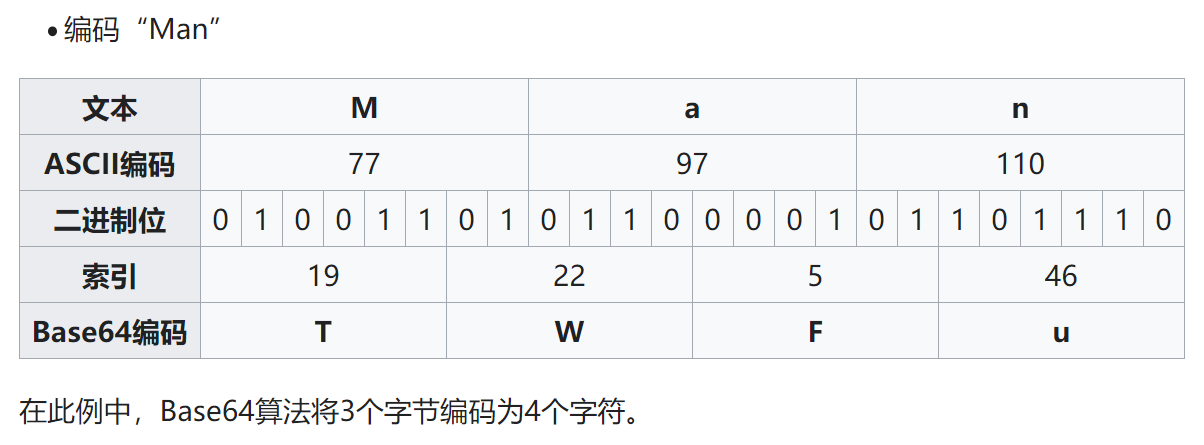 • 编码“Man”
文本 M a n
ASCII编码 77 97 110
二进制位 0 1 0 0 1 1 0 1 0 1 1 0 0 0 0 1 0 1 1 0 1 1 1 0
索引 19 22 5 46
Base64编码 T W F u
在此例中，Base64算法将3个字节编码为4个字符。